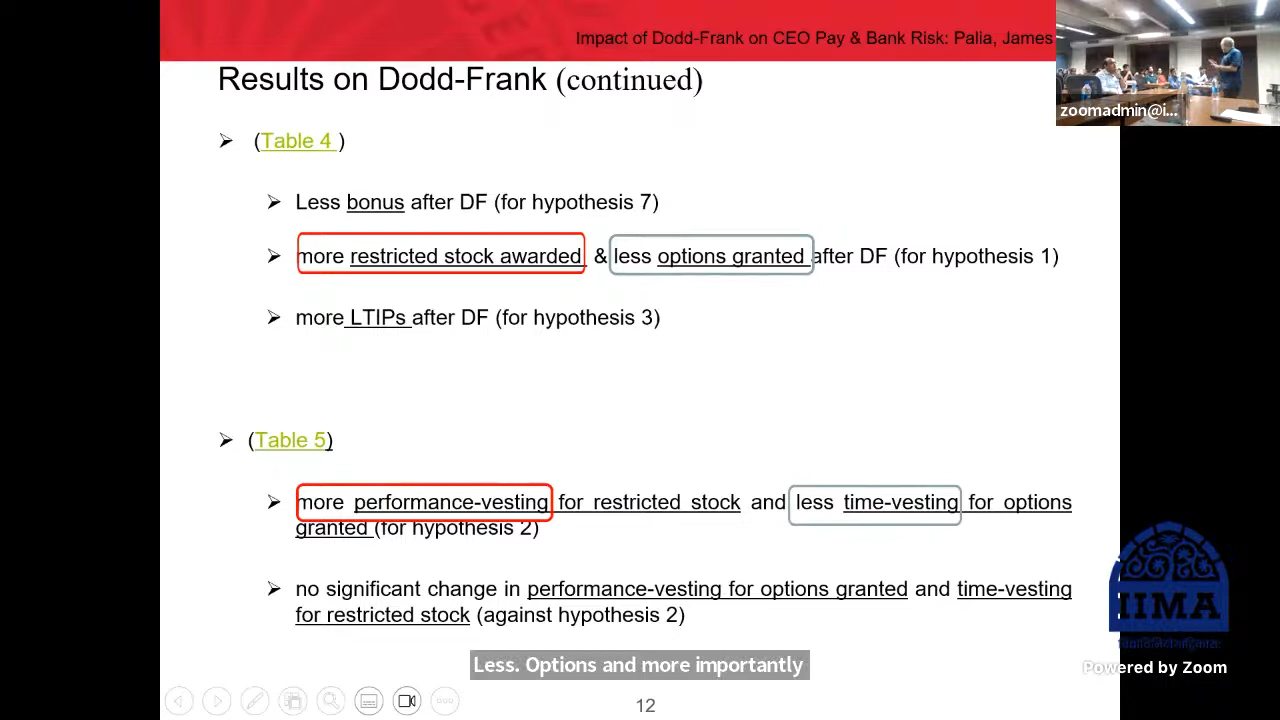 Impact of Dodd-Frank on CEO Pay & Bank Risk: Palia, James
zoomadmin@i...
Results on Dodd-Frank (continued)
(Table 4 )
Less bonus after DF (for hypothesis 7)
more restricted stock awarded & less options granted after DF (for hypothesis 1)
more LTIPs after DF (for hypothesis 3)
(Table 5)
more performance-vesting for restricted stock and less time-vesting for options
granted (for hypothesis 2)
no significant change in performance-vesting for options granted and time-vesting
for restricted stock (against hypothesis 2)
IIMA
Less. Options and more importantly
Powered by Zoom
12